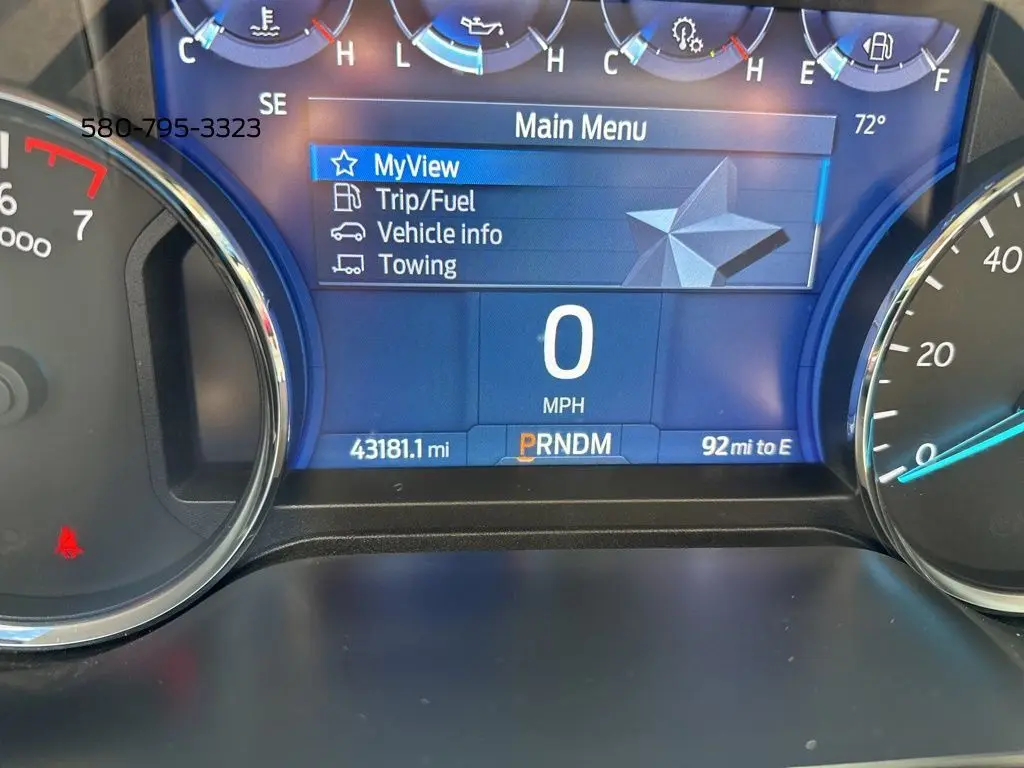 C H L H C H E F
SE
580-795-3323
Main Menu
72°
MyView
Trip/Fuel
Vehicle info
Towing
6
7
000
40
20
0
0
MPH
43181.1 mi
PRNDM
92 mi to E